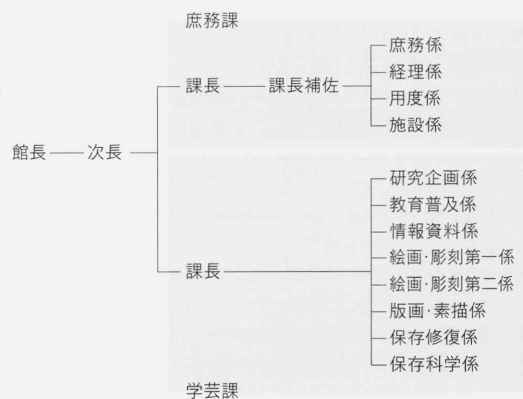 庶務課
館長
次長
課長
課長補佐
庶務係
経理係
用度係
施設係
課長
研究企画係
教育普及係
情報資料係
絵画・彫刻第一係
絵画・彫刻第二係
版画・素描係
保存修復係
保存科学係
学芸課